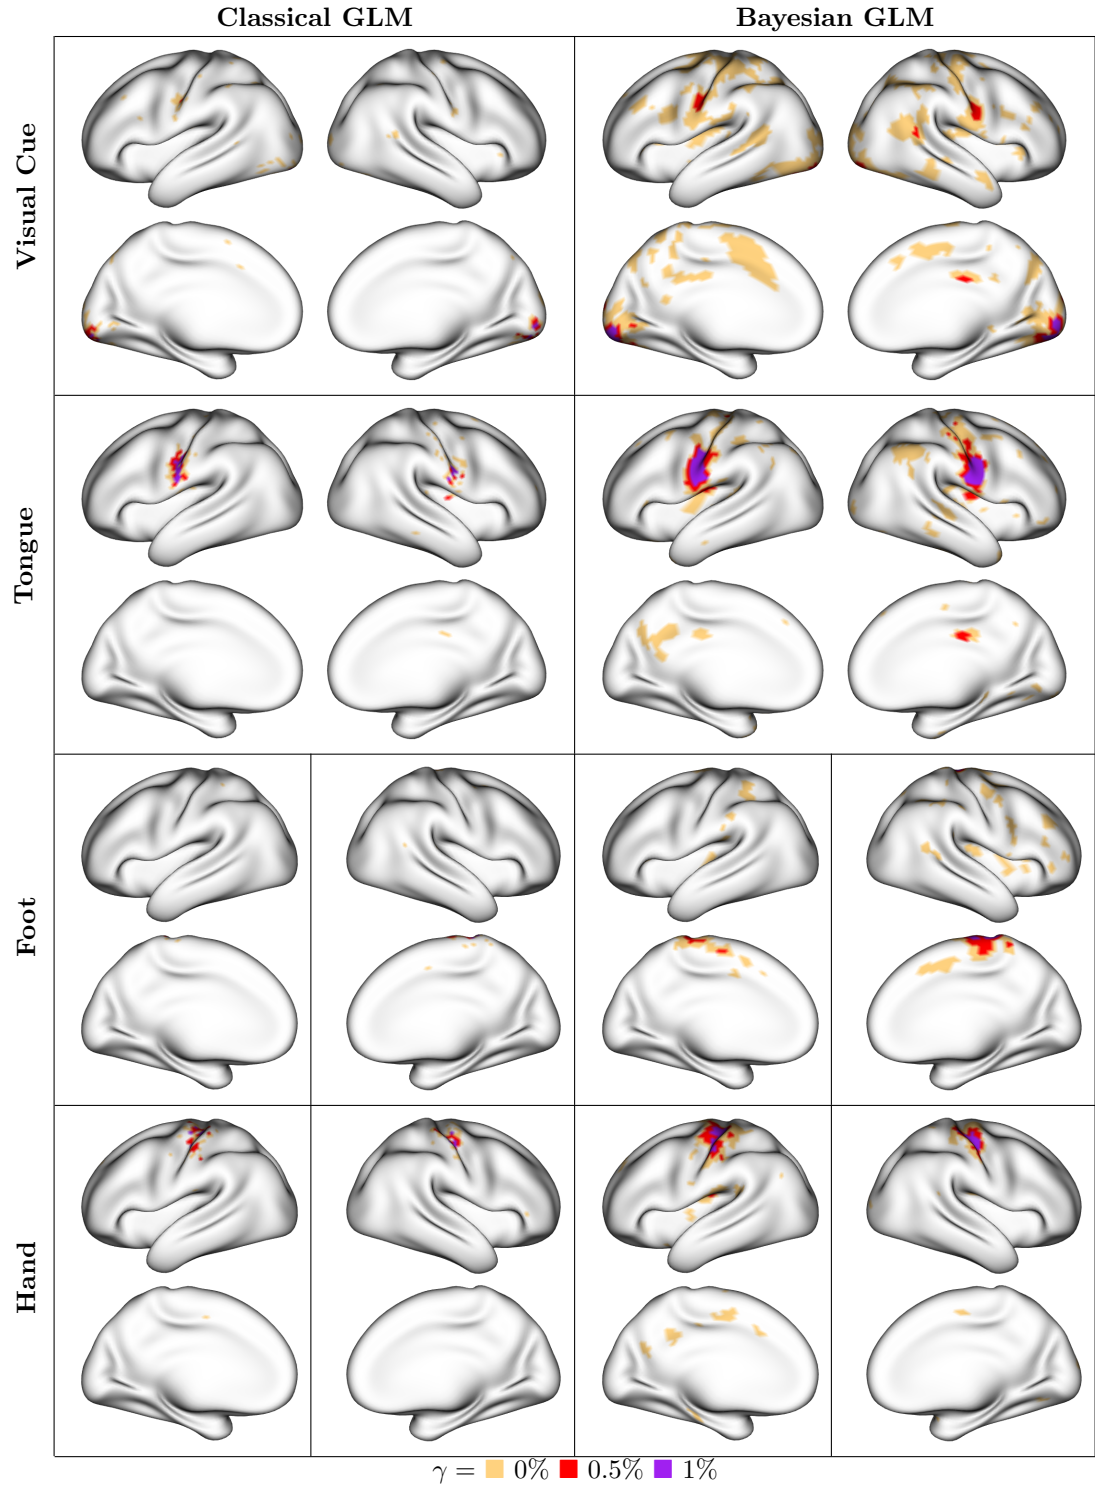 Classical GLM
Bayesian GLM
Visual Cue
Tongue
Foot
Hand
γ = 0% 0.5% 1%